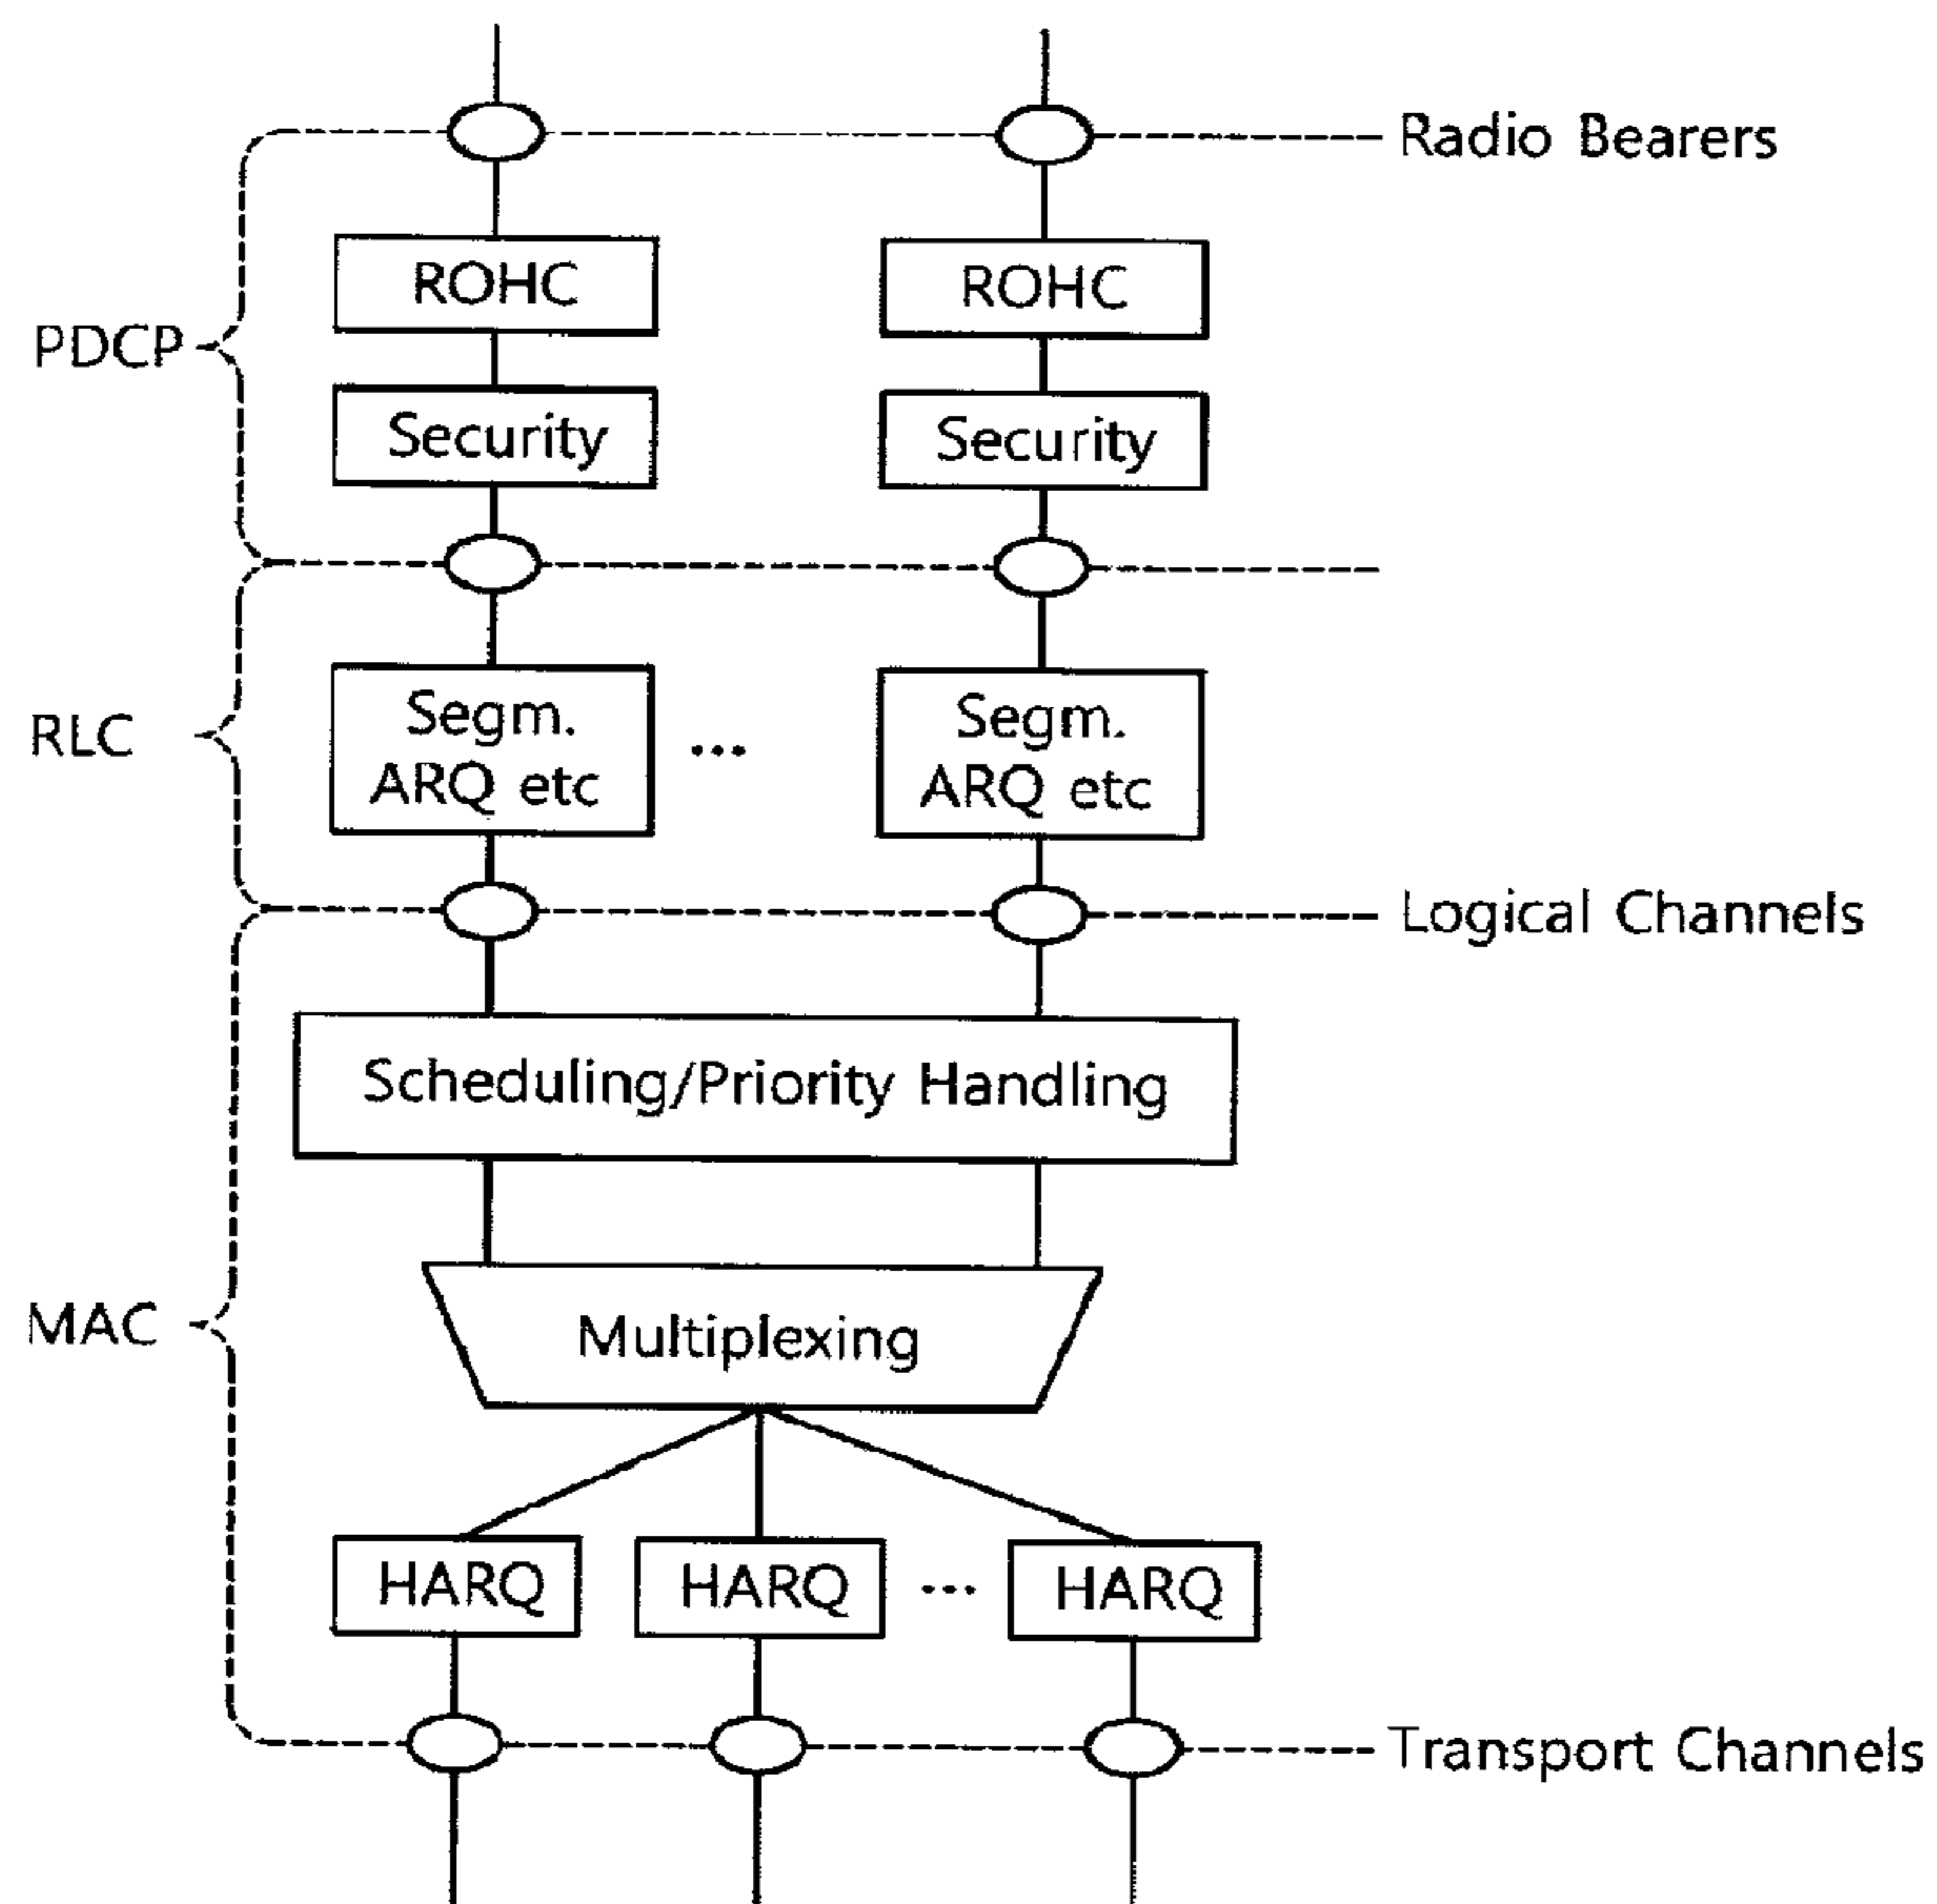 Radio Bearers
ROHC
ROHC
PDCP
Security
Security
Segm.
ARQ etc
...
Segm.
ARQ etc
RLC
Logical Channels
Scheduling/Priority Handling
MAC
Multiplexing
HARQ
HARQ
...
HARQ
Transport Channels